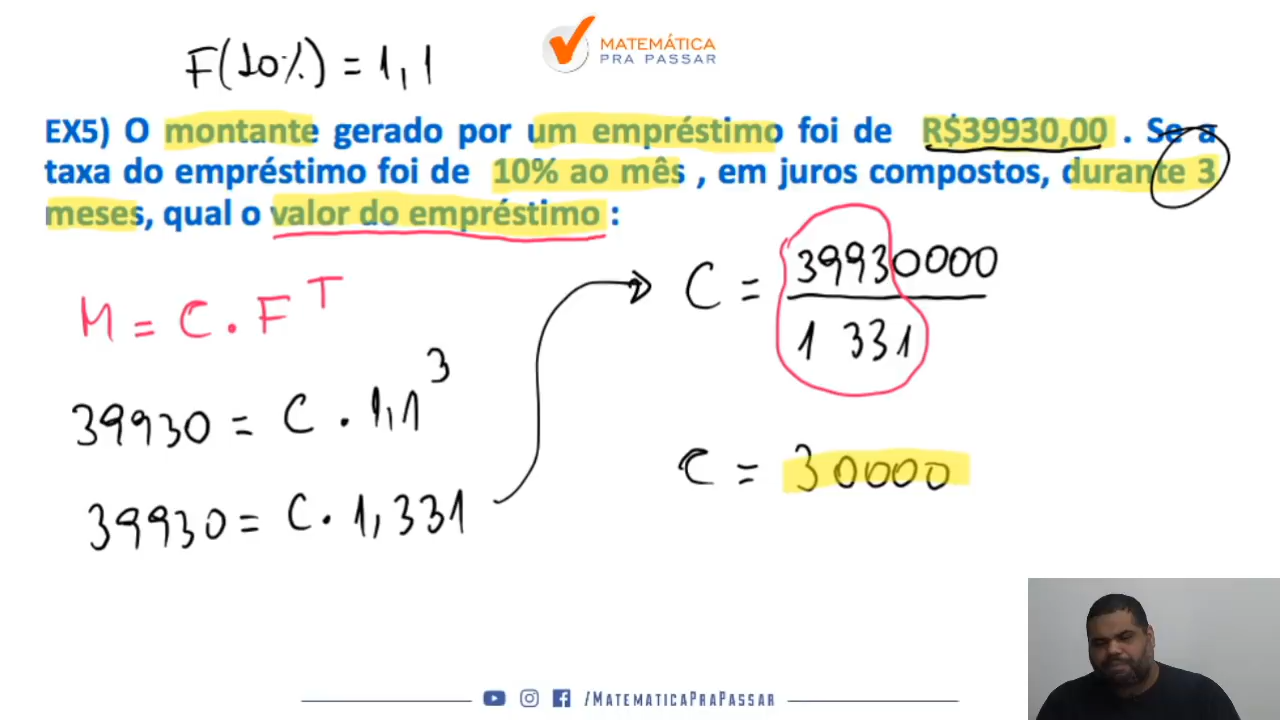 F(10%) = 1,1
MATEMÁTICA
PRA PASSAR
EX5) O montante gerado por um empréstimo foi de R$39930,00 . Se a
taxa do empréstimo foi de 10% ao mês , em juros compostos, durante 3
meses, qual o valor do empréstimo :
M = C . F^T
39930 = C . 1,1^3
39930 = C . 1,331
C = 39930000
1 331
C = 30000
/MATEMATICAPRAPASSAR